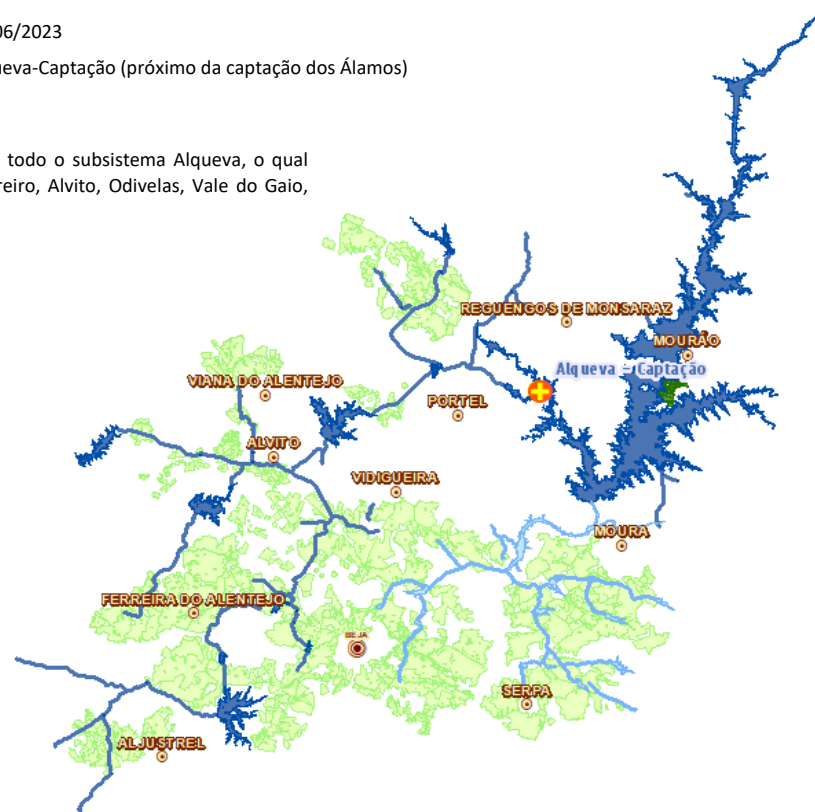 06/2023
ueva-Captação (próximo da captação dos Álamos)
todo o subsistema Alqueva, o qual
reiro, Alvito, Odivelas, Vale do Gaio,
REGUENGOS DE MONSARAZ
MOURÃO
Alqueva - Captação
VIANA DO ALENTEJO
PORTEL
ALVITO
VIDIGUEIRA
MOURA
FERREIRA DO ALENTEJO
BEJA
SERPA
ALJUSTREL